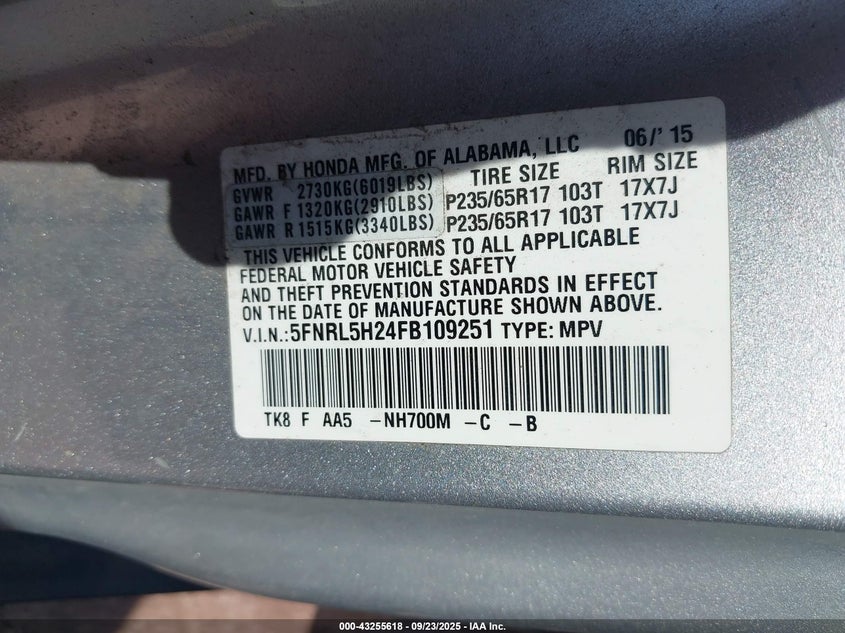 MFD. BY HONDA MFG. OF ALABAMA, LLC 06/' 15
GVWR 2730KG(6019LBS) TIRE SIZE RIM SIZE
GAWR F 1320KG(2910LBS) P235/65R17 103T 17X7J
GAWR R 1515KG(3340LBS) P235/65R17 103T 17X7J
THIS VEHICLE CONFORMS TO ALL APPLICABLE
FEDERAL MOTOR VEHICLE SAFETY
AND THEFT PREVENTION STANDARDS IN EFFECT
ON THE DATE OF MANUFACTURE SHOWN ABOVE.
V.I.N.:5FNRL5H24FB109251 TYPE: MPV
TK8 F AA5 -NH700M -C -B
000-43255618 - 09/23/2025 - IAA Inc.